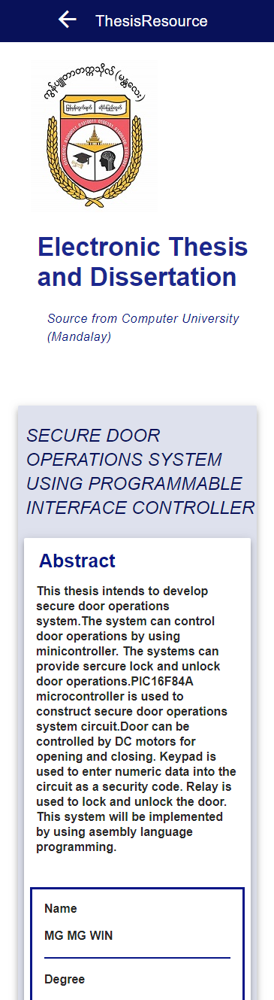 ThesisResource
ကွန်ပျူတာတက္ကသိုလ်(မန္တလေး)
Electronic Thesis
and Dissertation
Source from Computer University
(Mandalay)
SECURE DOOR
OPERATIONS SYSTEM
USING PROGRAMMABLE
INTERFACE CONTROLLER
Abstract
This thesis intends to develop
secure door operations
system.The system can control
door operations by using
minicontroller. The systems can
provide sercure lock and unlock
door operations.PIC16F84A
microcontroller is used to
construct secure door operations
system circuit.Door can be
controlled by DC motors for
opening and closing. Keypad is
used to enter numeric data into the
circuit as a security code. Relay is
used to lock and unlock the door.
This system will be implemented
by using asembly language
programming.
Name
MG MG WIN
Degree